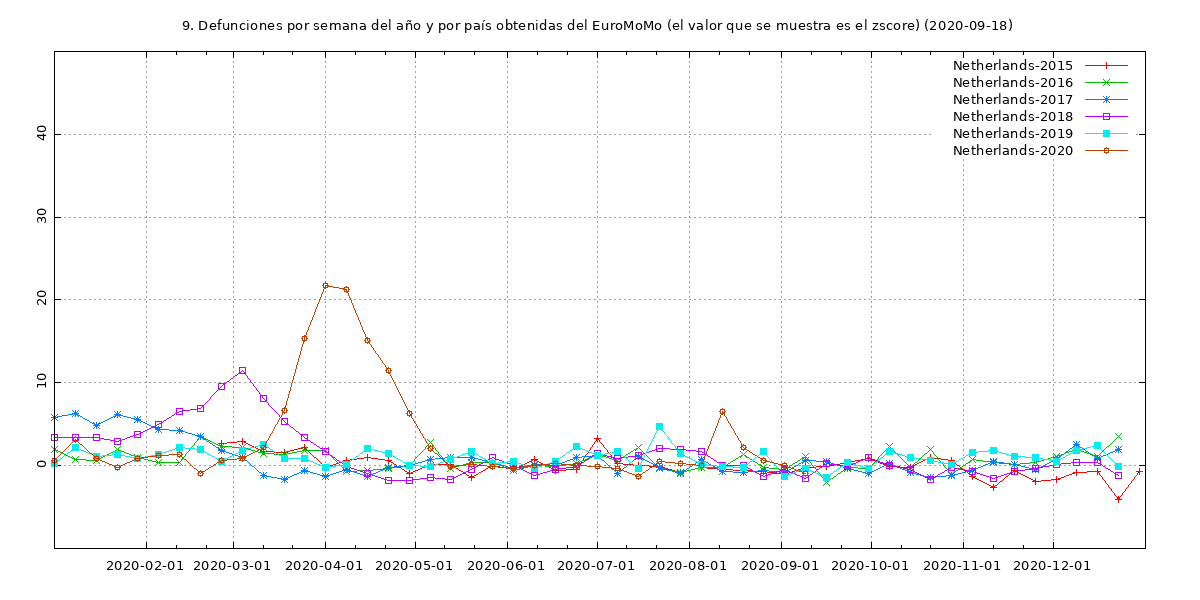 9. Defunciones por semana del año y por país obtenidas del EuroMoMo (el valor que se muestra es el zscore) (2020-09-18)
Netherlands-2015
Netherlands-2016
Netherlands-2017
Netherlands-2018
Netherlands-2019
Netherlands-2020
40
30
20
10
0
2020-02-01 2020-03-01 2020-04-01 2020-05-01 2020-06-01 2020-07-01 2020-08-01 2020-09-01 2020-10-01 2020-11-01 2020-12-01